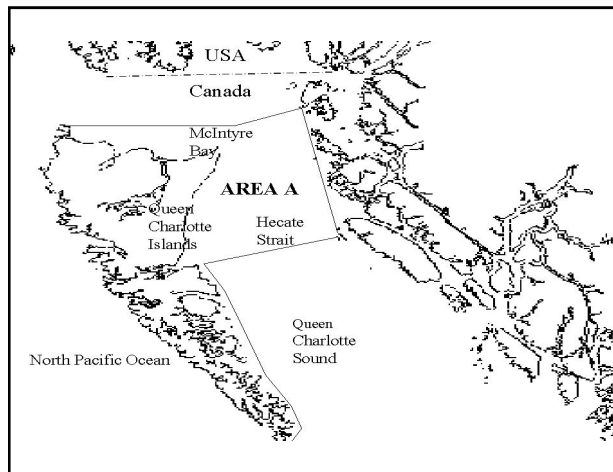 USA
Canada
McIntyre
Bay
AREA A
Queen
Charlotte
Islands
Hecate
Strait
Queen
Charlotte
Sound
North Pacific Ocean